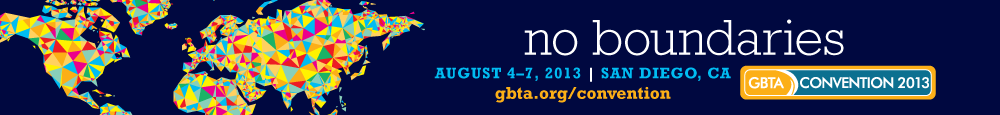 no boundaries
AUGUST 4–7, 2013 | SAN DIEGO, CA
gbta.org/convention
GBTA CONVENTION 2013